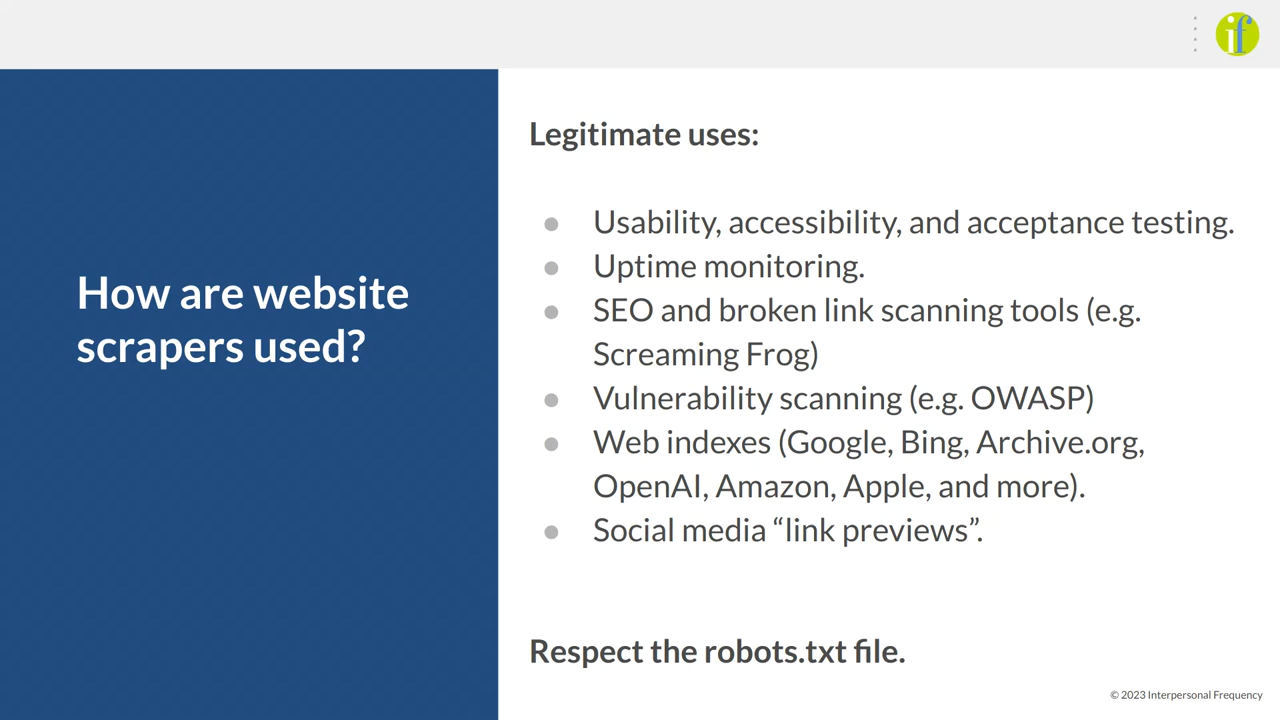 if
How are website
scrapers used?
Legitimate uses:
● Usability, accessibility, and acceptance testing.
● Uptime monitoring.
● SEO and broken link scanning tools (e.g.
Screaming Frog)
● Vulnerability scanning (e.g. OWASP)
● Web indexes (Google, Bing, Archive.org,
OpenAI, Amazon, Apple, and more).
● Social media “link previews”.
Respect the robots.txt file.
© 2023 Interpersonal Frequency